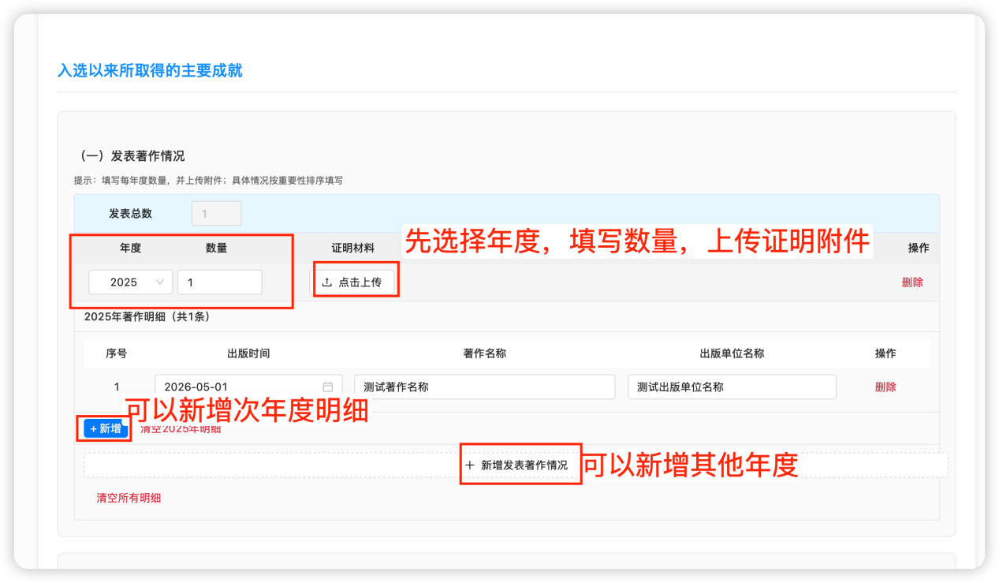 入选以来所取得的主要成就
（一）发表著作情况
提示：填写每年度数量，并上传附件；具体情况按重要性排序填写
发表总数 1
先选择年度，填写数量，上传证明附件
年度 数量 证明材料 操作
2025 1 点击上传 删除
2025年著作明细（共1条）
序号 出版时间 著作名称 出版单位名称 操作
1 2026-05-01 测试著作名称 测试出版单位名称 删除
可以新增次年度明细
+ 新增 清空2025年明细
+ 新增发表著作情况 可以新增其他年度
清空所有明细